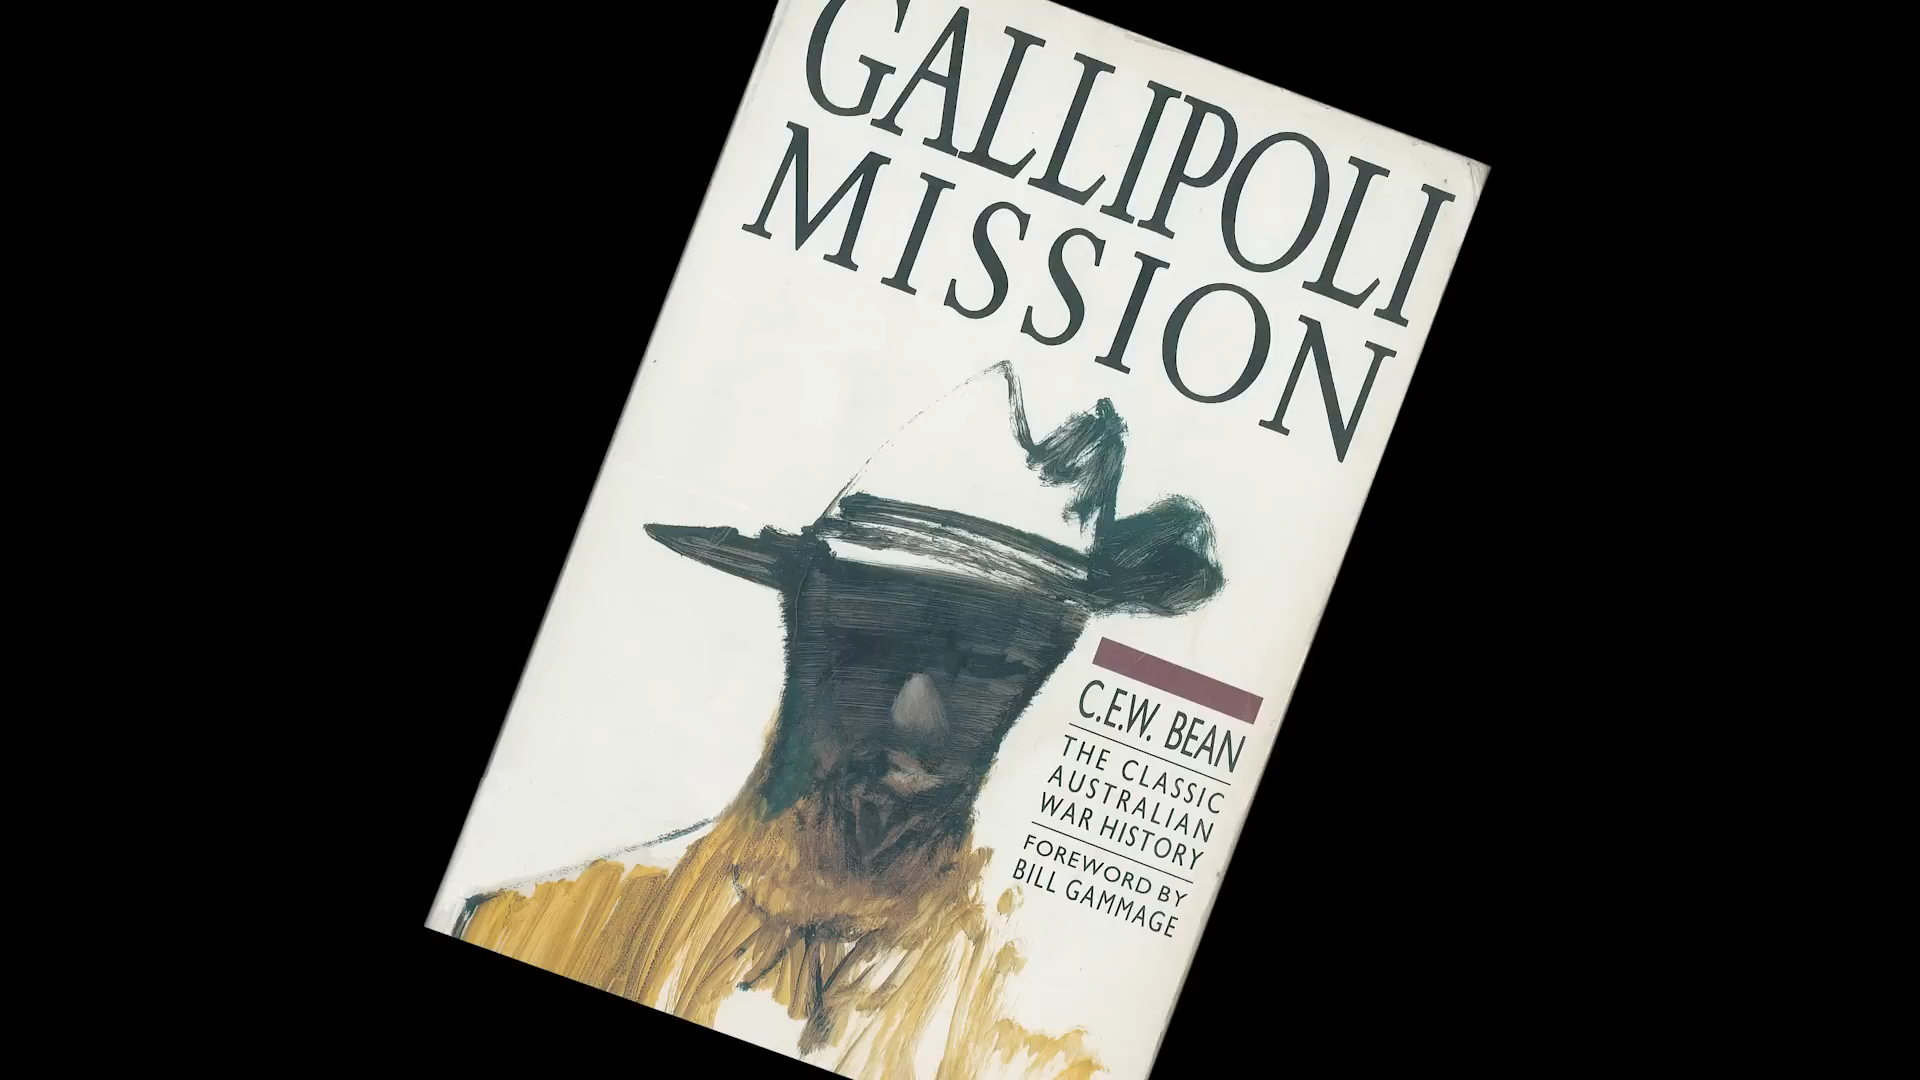 GALLIPOLI
MISSION
C.E.W. BEAN
THE CLASSIC
AUSTRALIAN
WAR HISTORY
FOREWORD BY
BILL GAMMAGE